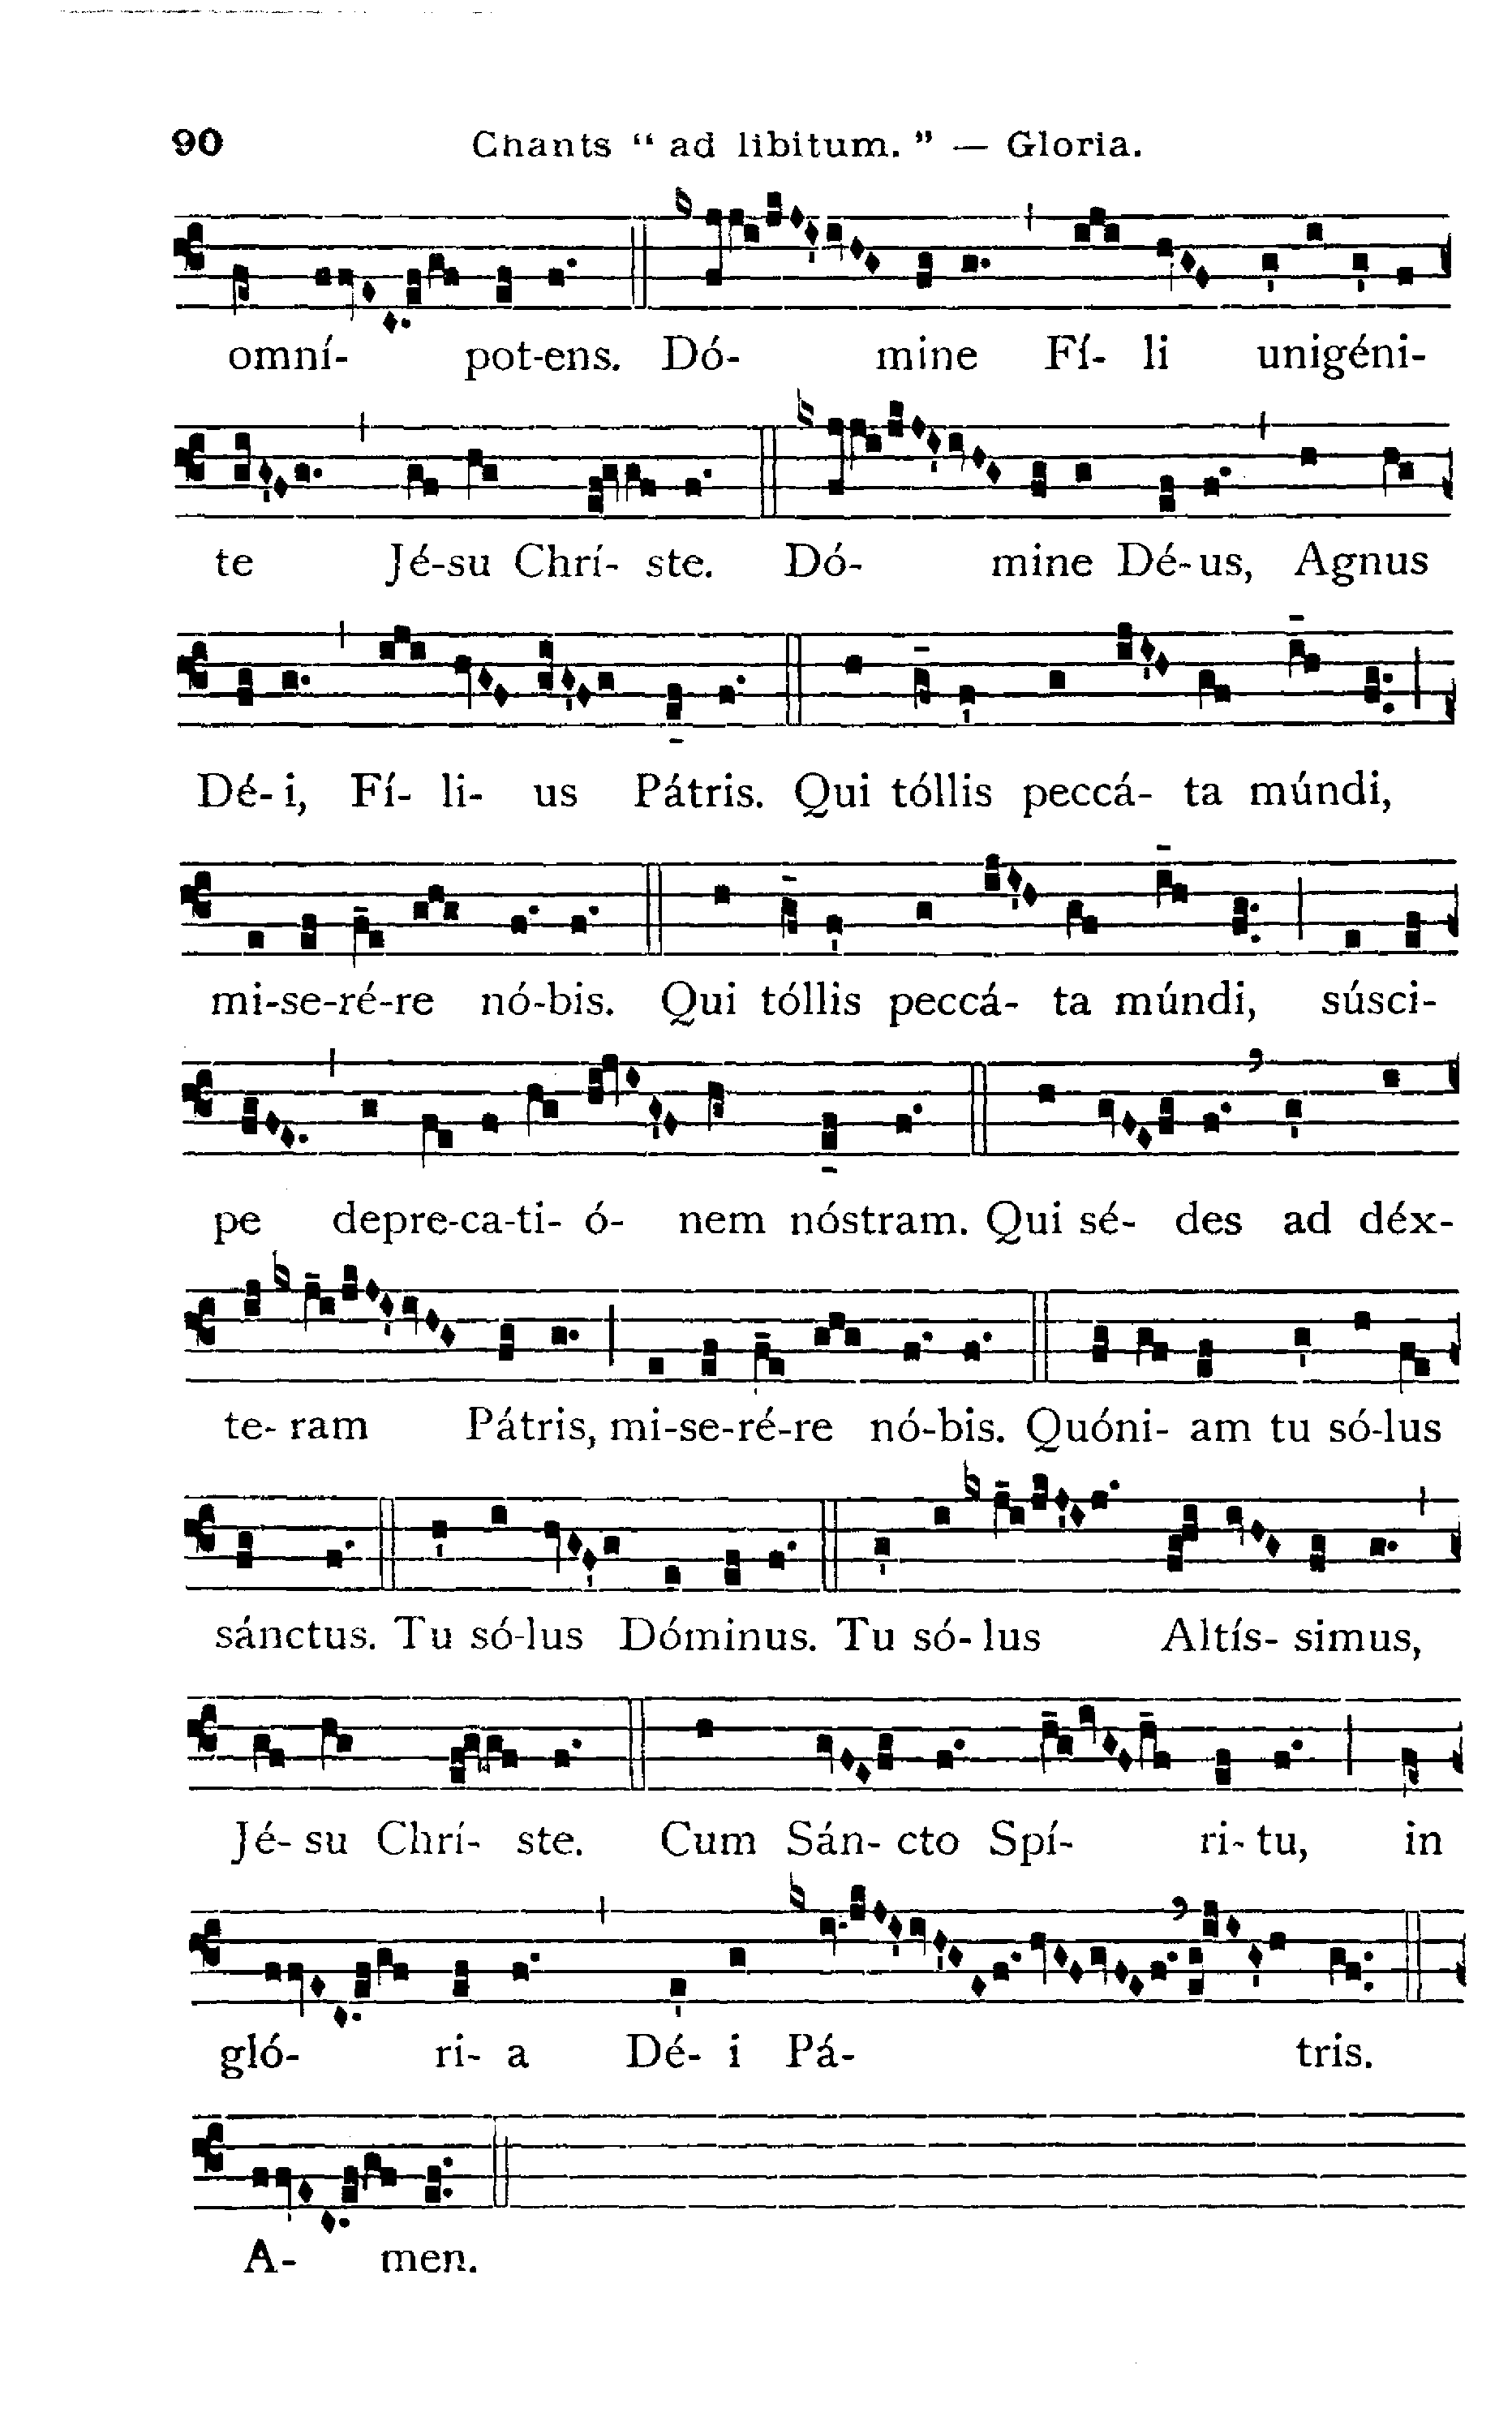 90 Chants “ ad libitum. ” — Gloria.
omní- pot-ens. Dó- mine Fí- li unigéni-
te Jé-su Chrí- ste. Dó- mine Dé-us, Agnus
Dé- i, Fí- li- us Pátris. Qui tóllis peccá- ta múndi,
mi-se-ré-re nó-bis. Qui tóllis peccá- ta múndi, súsci-
pe depre-ca-ti- ó- nem nóstram. Qui sé- des ad déx-
te- ram Pátris, mi-se-ré-re nó-bis. Quóni- am tu só-lus
sánctus. Tu só-lus Dóminus. Tu só- lus Altís- simus,
Jé- su Chrí- ste. Cum Sán- cto Spí- ri- tu, in
gló- ri- a Dé- i Pá- tris.
A- men.